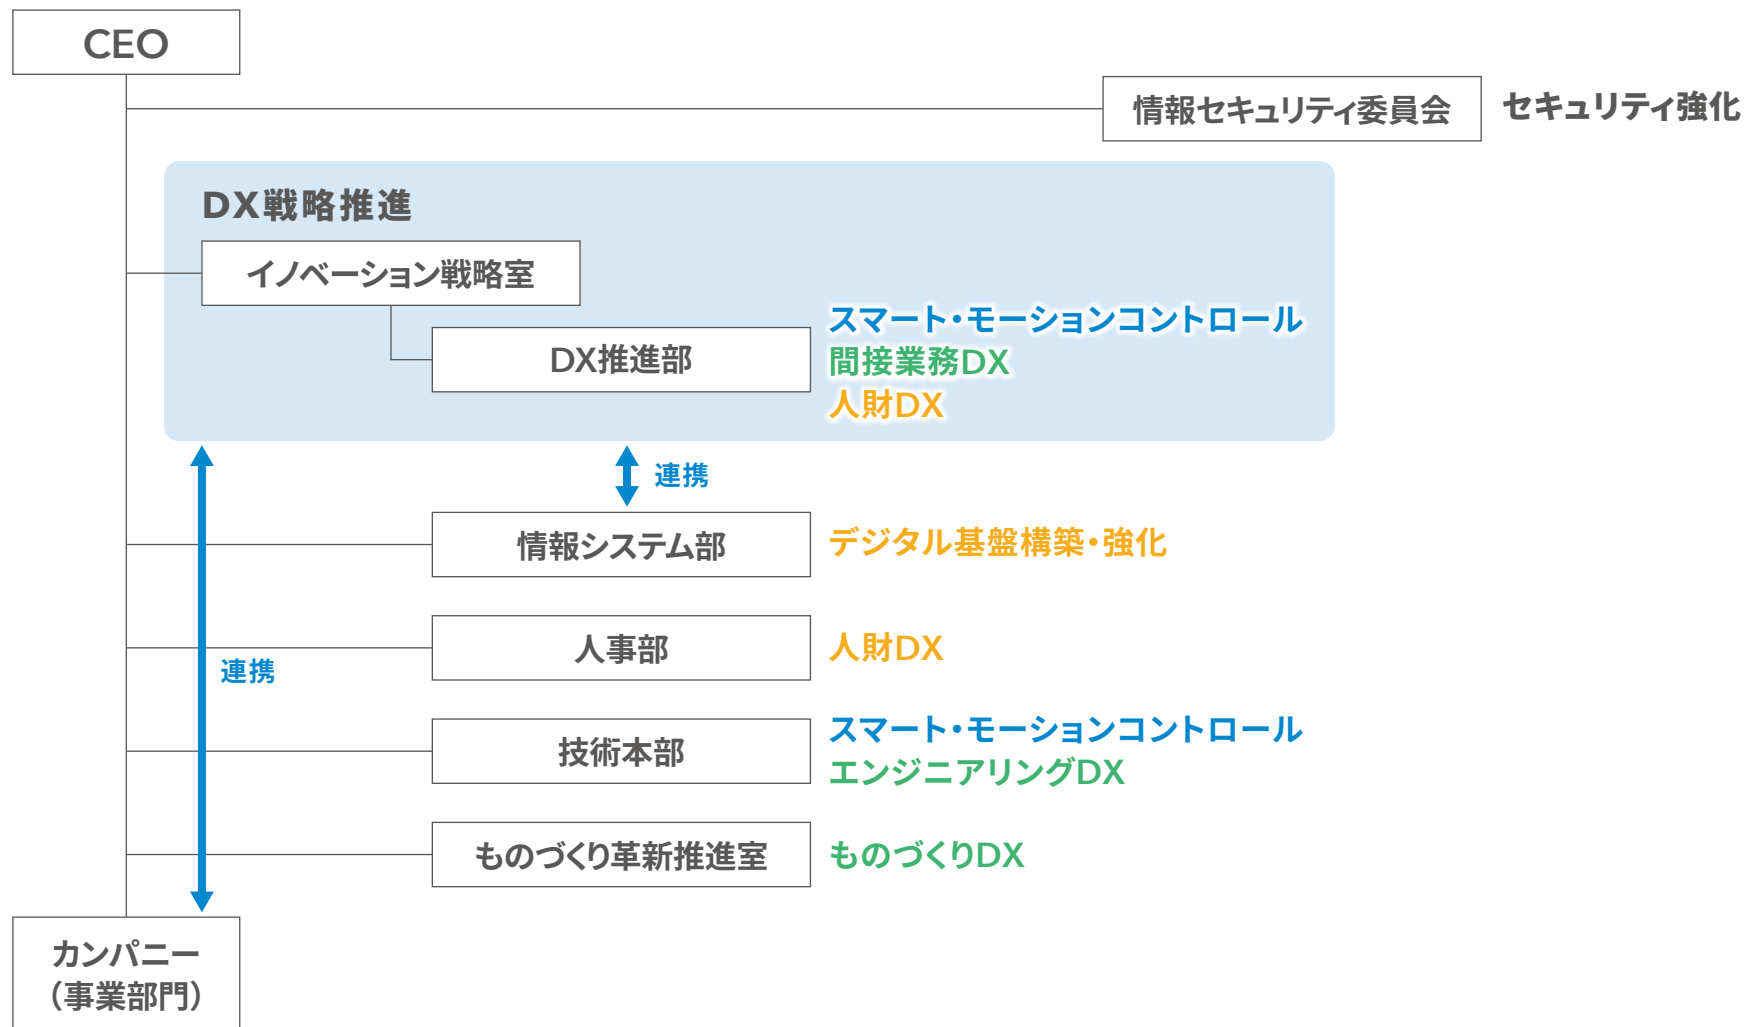 CEO
情報セキュリティ委員会
セキュリティ強化
DX戦略推進
イノベーション戦略室
DX推進部
スマート・モーションコントロール
間接業務DX
人財DX
連携
情報システム部
デジタル基盤構築・強化
人事部
人財DX
連携
技術本部
スマート・モーションコントロール
エンジニアリングDX
ものづくり革新推進室
ものづくりDX
カンパニー
（事業部門）